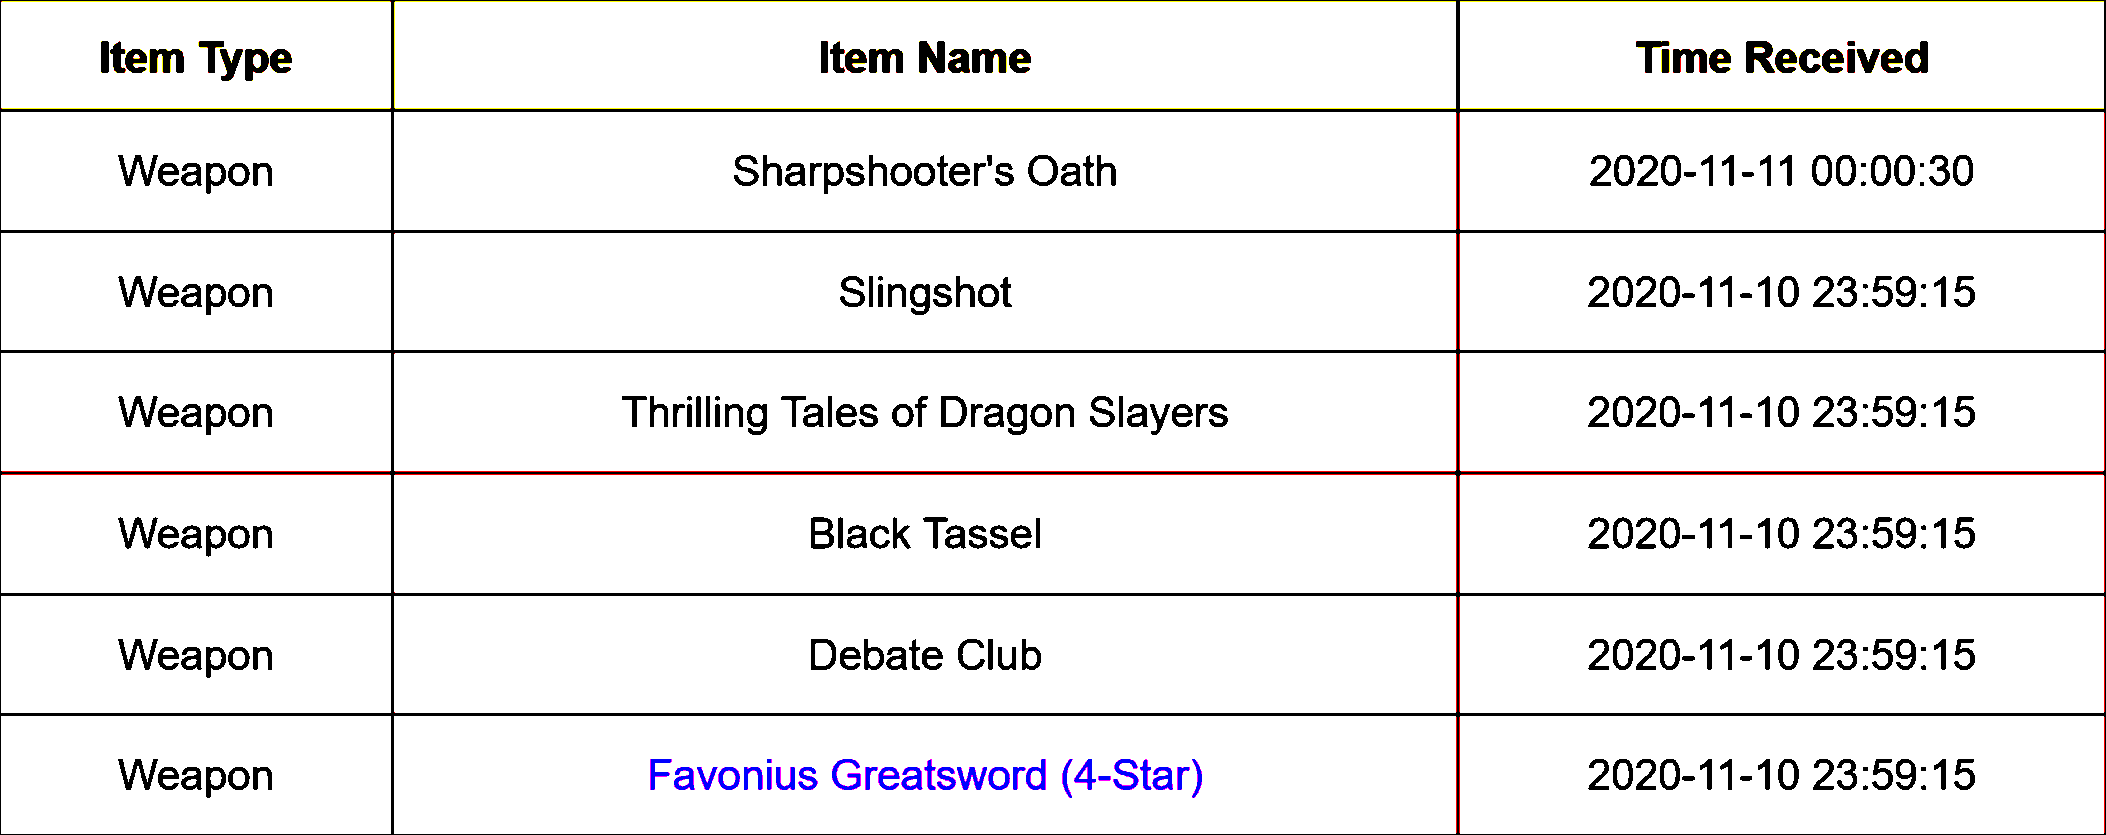 Item Type Item Name Time Received
Weapon Sharpshooter's Oath 2020-11-11 00:00:30
Weapon Slingshot 2020-11-10 23:59:15
Weapon Thrilling Tales of Dragon Slayers 2020-11-10 23:59:15
Weapon Black Tassel 2020-11-10 23:59:15
Weapon Debate Club 2020-11-10 23:59:15
Weapon Favonius Greatsword (4-Star) 2020-11-10 23:59:15